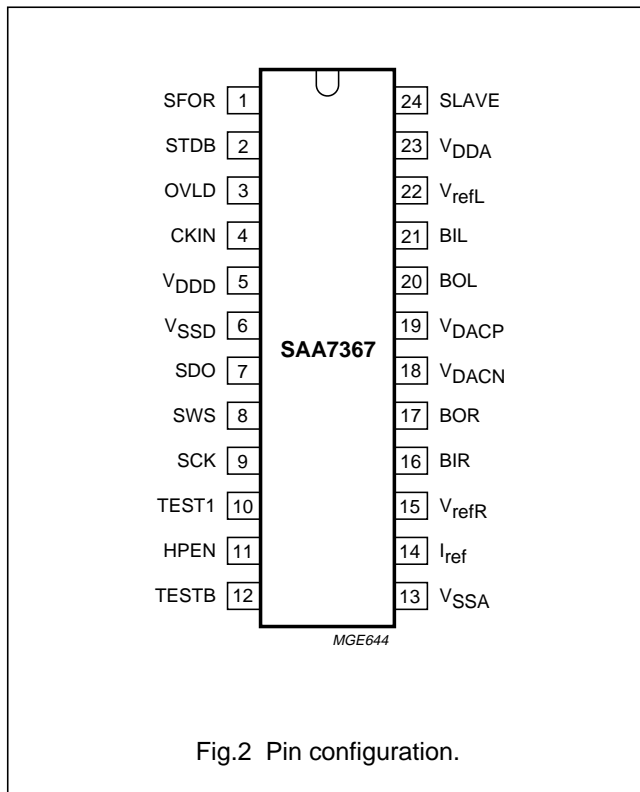 SFOR 1 24 SLAVE
STDB 2 23 VDDA
OVLD 3 22 VrefL
CKIN 4 21 BIL
VDDD 5 20 BOL
VSSD 6 19 VDACP
SAA7367
SDO 7 18 VDACN
SWS 8 17 BOR
SCK 9 16 BIR
TEST1 10 15 VrefR
HPEN 11 14 Iref
TESTB 12 13 VSSA
MGE644
Fig.2 Pin configuration.